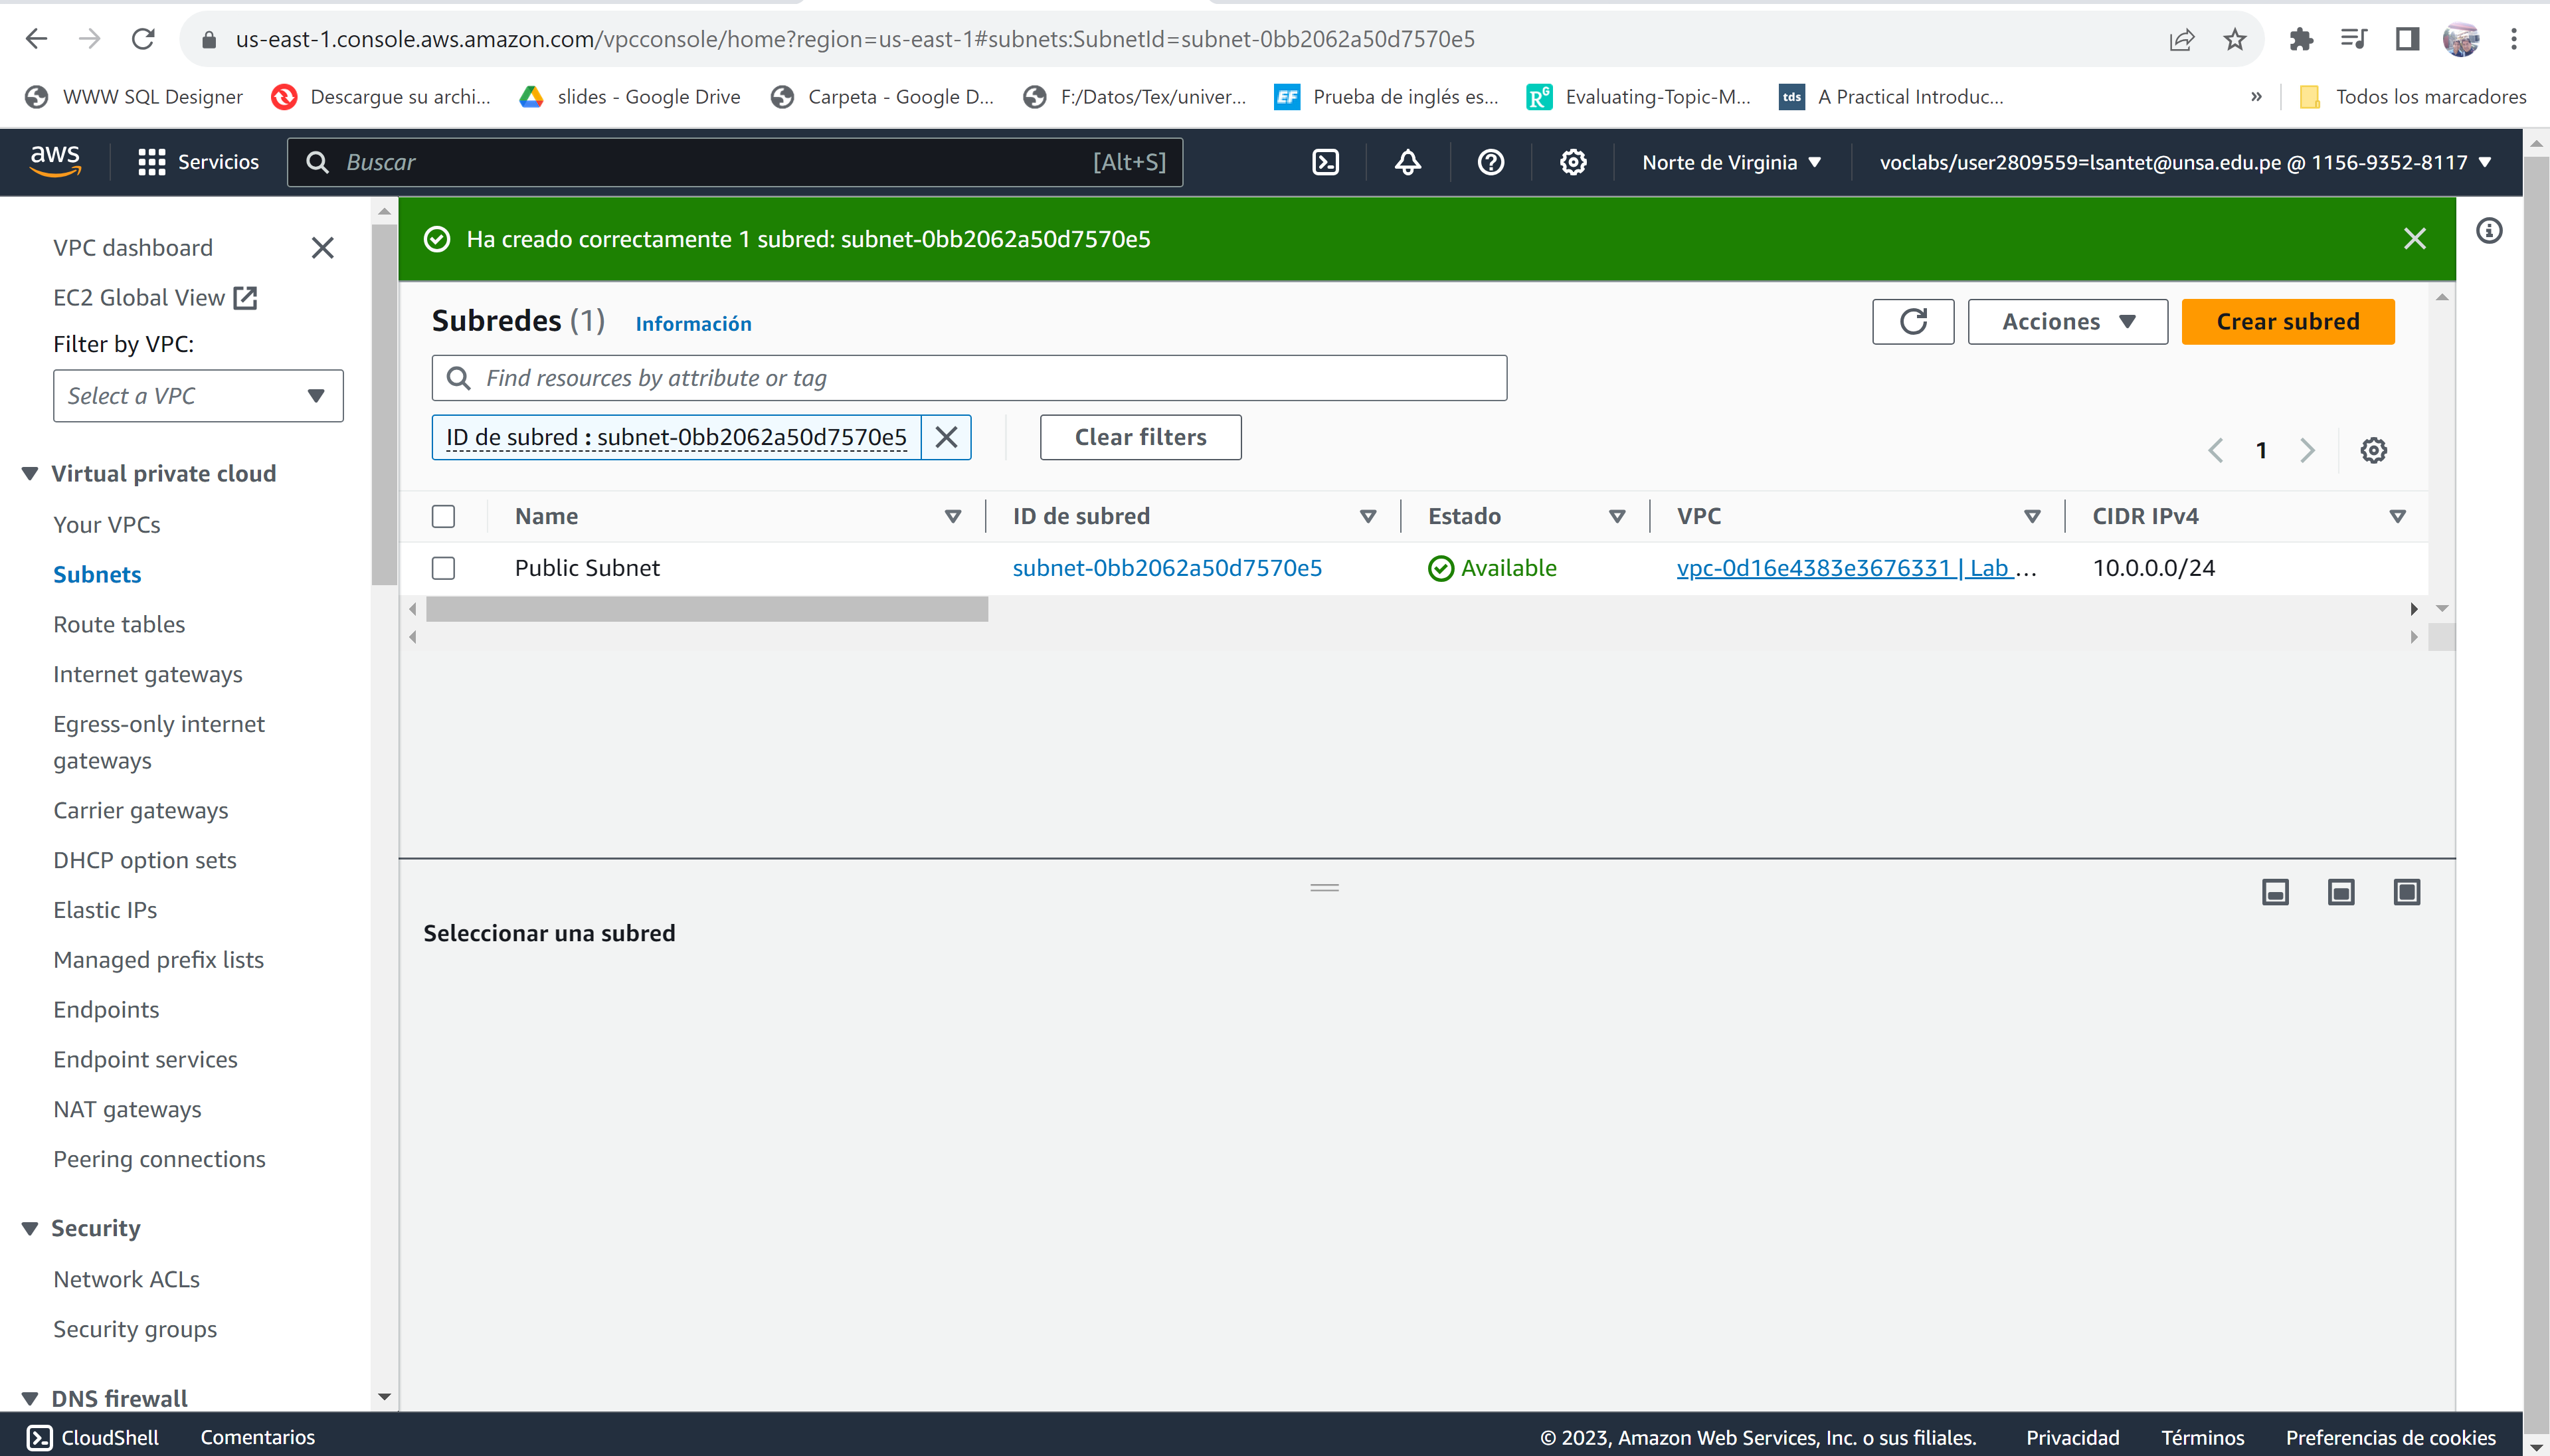 us-east-1.console.aws.amazon.com/vpcconsole/home?region=us-east-1#subnets:SubnetId=subnet-0bb2062a50d7570e5
WWW SQL Designer Descargue su archi... slides - Google Drive Carpeta - Google D... F:/Datos/Tex/univer... EF Prueba de inglés es... RG Evaluating-Topic-M... tds A Practical Introduc... » Todos los marcadores
aws Servicios Buscar [Alt+S] Norte de Virginia voclabs/user2809559=lsantet@unsa.edu.pe @ 1156-9352-8117
VPC dashboard
EC2 Global View
Filter by VPC:
Select a VPC
Virtual private cloud
Your VPCs
Subnets
Route tables
Internet gateways
Egress-only internet
gateways
Carrier gateways
DHCP option sets
Elastic IPs
Managed prefix lists
Endpoints
Endpoint services
NAT gateways
Peering connections
Security
Network ACLs
Security groups
DNS firewall
Ha creado correctamente 1 subred: subnet-0bb2062a50d7570e5
Subredes (1) Información Acciones Crear subred
Find resources by attribute or tag
ID de subred : subnet-0bb2062a50d7570e5 Clear filters
1
Name ID de subred Estado VPC CIDR IPv4
Public Subnet subnet-0bb2062a50d7570e5 Available vpc-0d16e4383e3676331 | Lab ... 10.0.0.0/24
Seleccionar una subred
CloudShell Comentarios © 2023, Amazon Web Services, Inc. o sus filiales. Privacidad Términos Preferencias de cookies